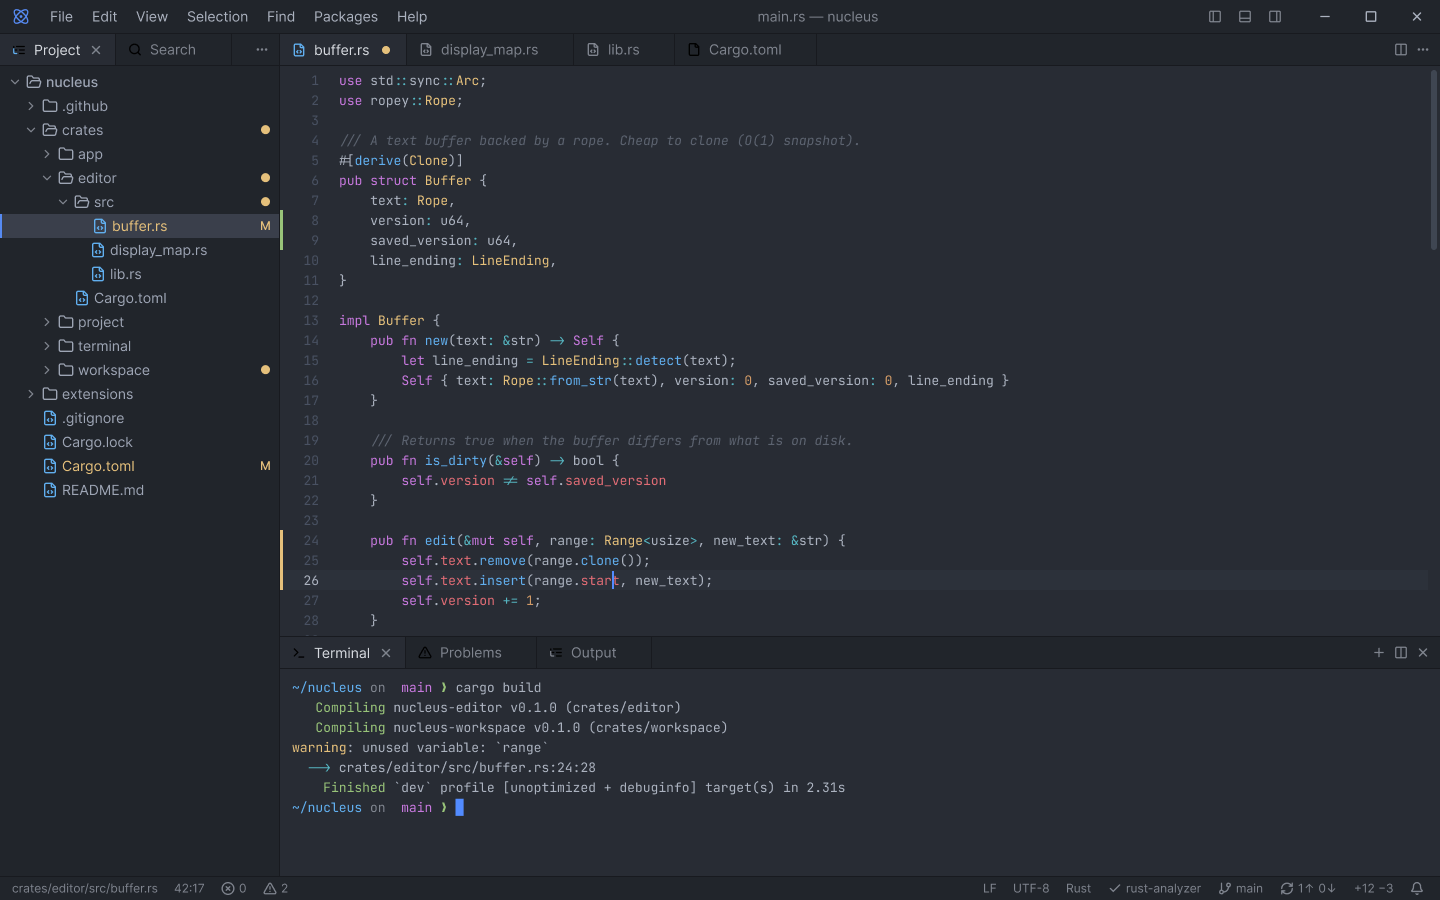 File Edit View Selection Find Packages Help
main.rs — nucleus
Project
Search
buffer.rs
display_map.rs
lib.rs
Cargo.toml
nucleus
.github
crates
app
editor
src
buffer.rs M
display_map.rs
lib.rs
Cargo.toml
project
terminal
workspace
extensions
.gitignore
Cargo.lock
Cargo.toml M
README.md
1 use std::sync::Arc;
2 use ropey::Rope;
3
4 /// A text buffer backed by a rope. Cheap to clone (O(1) snapshot).
5 #[derive(Clone)]
6 pub struct Buffer {
7 text: Rope,
8 version: u64,
9 saved_version: u64,
10 line_ending: LineEnding,
11 }
12
13 impl Buffer {
14 pub fn new(text: &str) -> Self {
15 let line_ending = LineEnding::detect(text);
16 Self { text: Rope::from_str(text), version: 0, saved_version: 0, line_ending }
17 }
18
19 /// Returns true when the buffer differs from what is on disk.
20 pub fn is_dirty(&self) -> bool {
21 self.version != self.saved_version
22 }
23
24 pub fn edit(&mut self, range: Range<usize>, new_text: &str) {
25 self.text.remove(range.clone());
26 self.text.insert(range.start, new_text);
27 self.version += 1;
28 }
Terminal
Problems
Output
~/nucleus on main ❯ cargo build
Compiling nucleus-editor v0.1.0 (crates/editor)
Compiling nucleus-workspace v0.1.0 (crates/workspace)
warning: unused variable: `range`
--> crates/editor/src/buffer.rs:24:28
Finished `dev` profile [unoptimized + debuginfo] target(s) in 2.31s
~/nucleus on main ❯
crates/editor/src/buffer.rs 42:17 0 2
LF UTF-8 Rust rust-analyzer main 1↑ 0↓ +12 −3